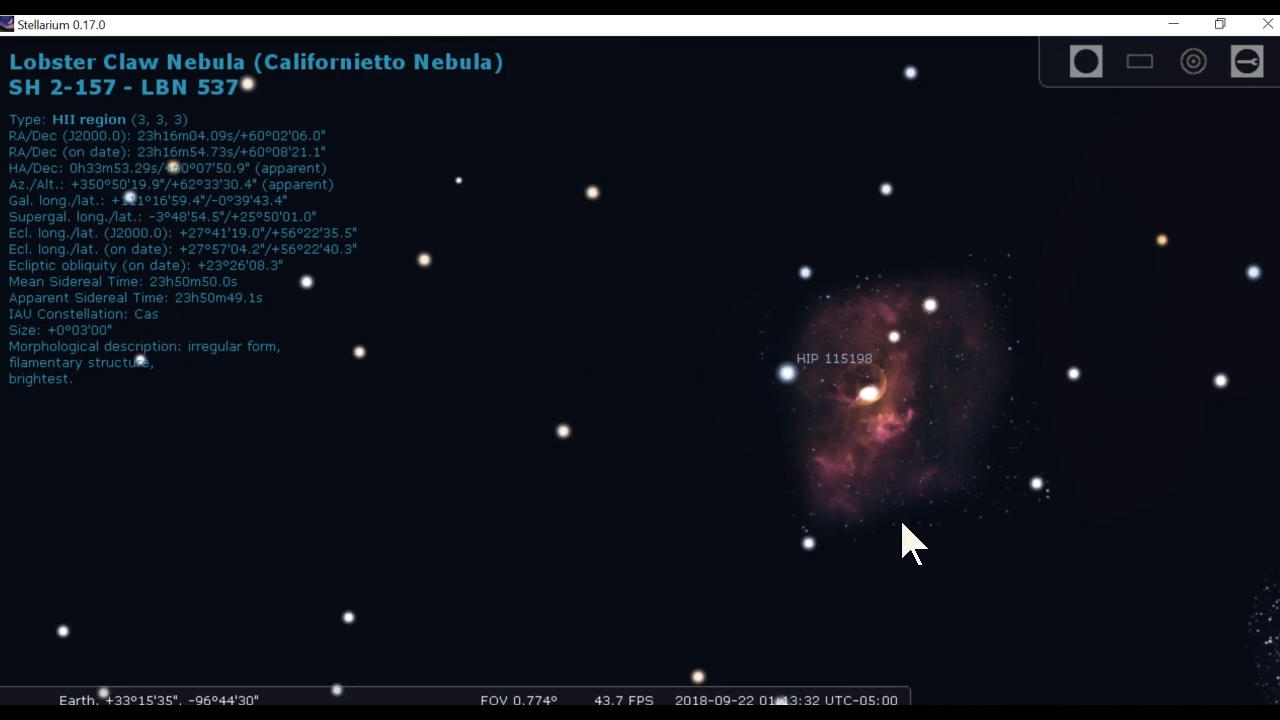 Stellarium 0.17.0
Lobster Claw Nebula (Californietto Nebula)
SH 2-157 - LBN 537
Type: HII region (3, 3, 3)
RA/Dec (J2000.0): 23h16m04.09s/+60°02'06.0"
RA/Dec (on date): 23h16m54.73s/+60°08'21.1"
HA/Dec: 0h33m53.29s/+60°07'50.9" (apparent)
Az./Alt.: +350°50'19.9"/+62°33'30.4" (apparent)
Gal. long./lat.: +111°16'59.4"/-0°39'43.4"
Supergal. long./lat.: -3°48'54.5"/+25°50'01.0"
Ecl. long./lat. (J2000.0): +27°41'19.0"/+56°22'35.5"
Ecl. long./lat. (on date): +27°57'04.2"/+56°22'40.3"
Ecliptic obliquity (on date): +23°26'08.3"
Mean Sidereal Time: 23h50m50.0s
Apparent Sidereal Time: 23h50m49.1s
IAU Constellation: Cas
Size: +0°03'00"
Morphological description: irregular form,
filamentary structure,
brightest.
HIP 115198
Earth, +33°15'35", -96°44'30" FOV 0.774° 43.7 FPS 2018-09-22 01:13:32 UTC-05:00